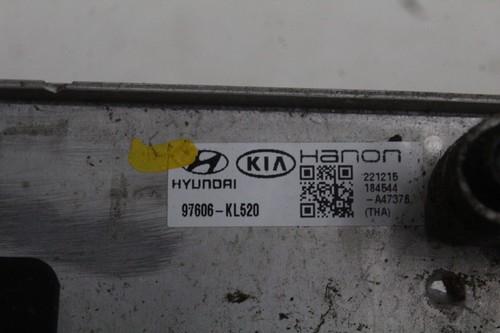 HYUNDAI KIA Hanon
97606-KL520
221215
184544
-A47376
(THA)